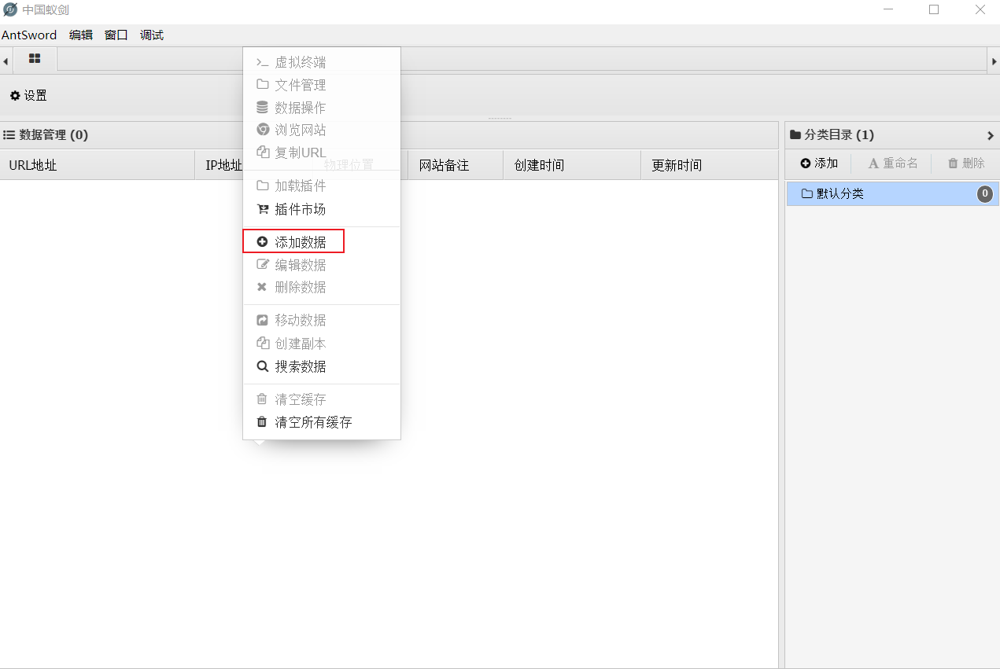 中国蚁剑
AntSword 编辑 窗口 调试
设置
数据管理 (0)
URL地址 IP地址 物理位置 网站备注 创建时间 更新时间
虚拟终端
文件管理
数据操作
浏览网站
复制URL
加载插件
插件市场
添加数据
编辑数据
删除数据
移动数据
创建副本
搜索数据
清空缓存
清空所有缓存
分类目录 (1)
添加 重命名 删除
默认分类 0